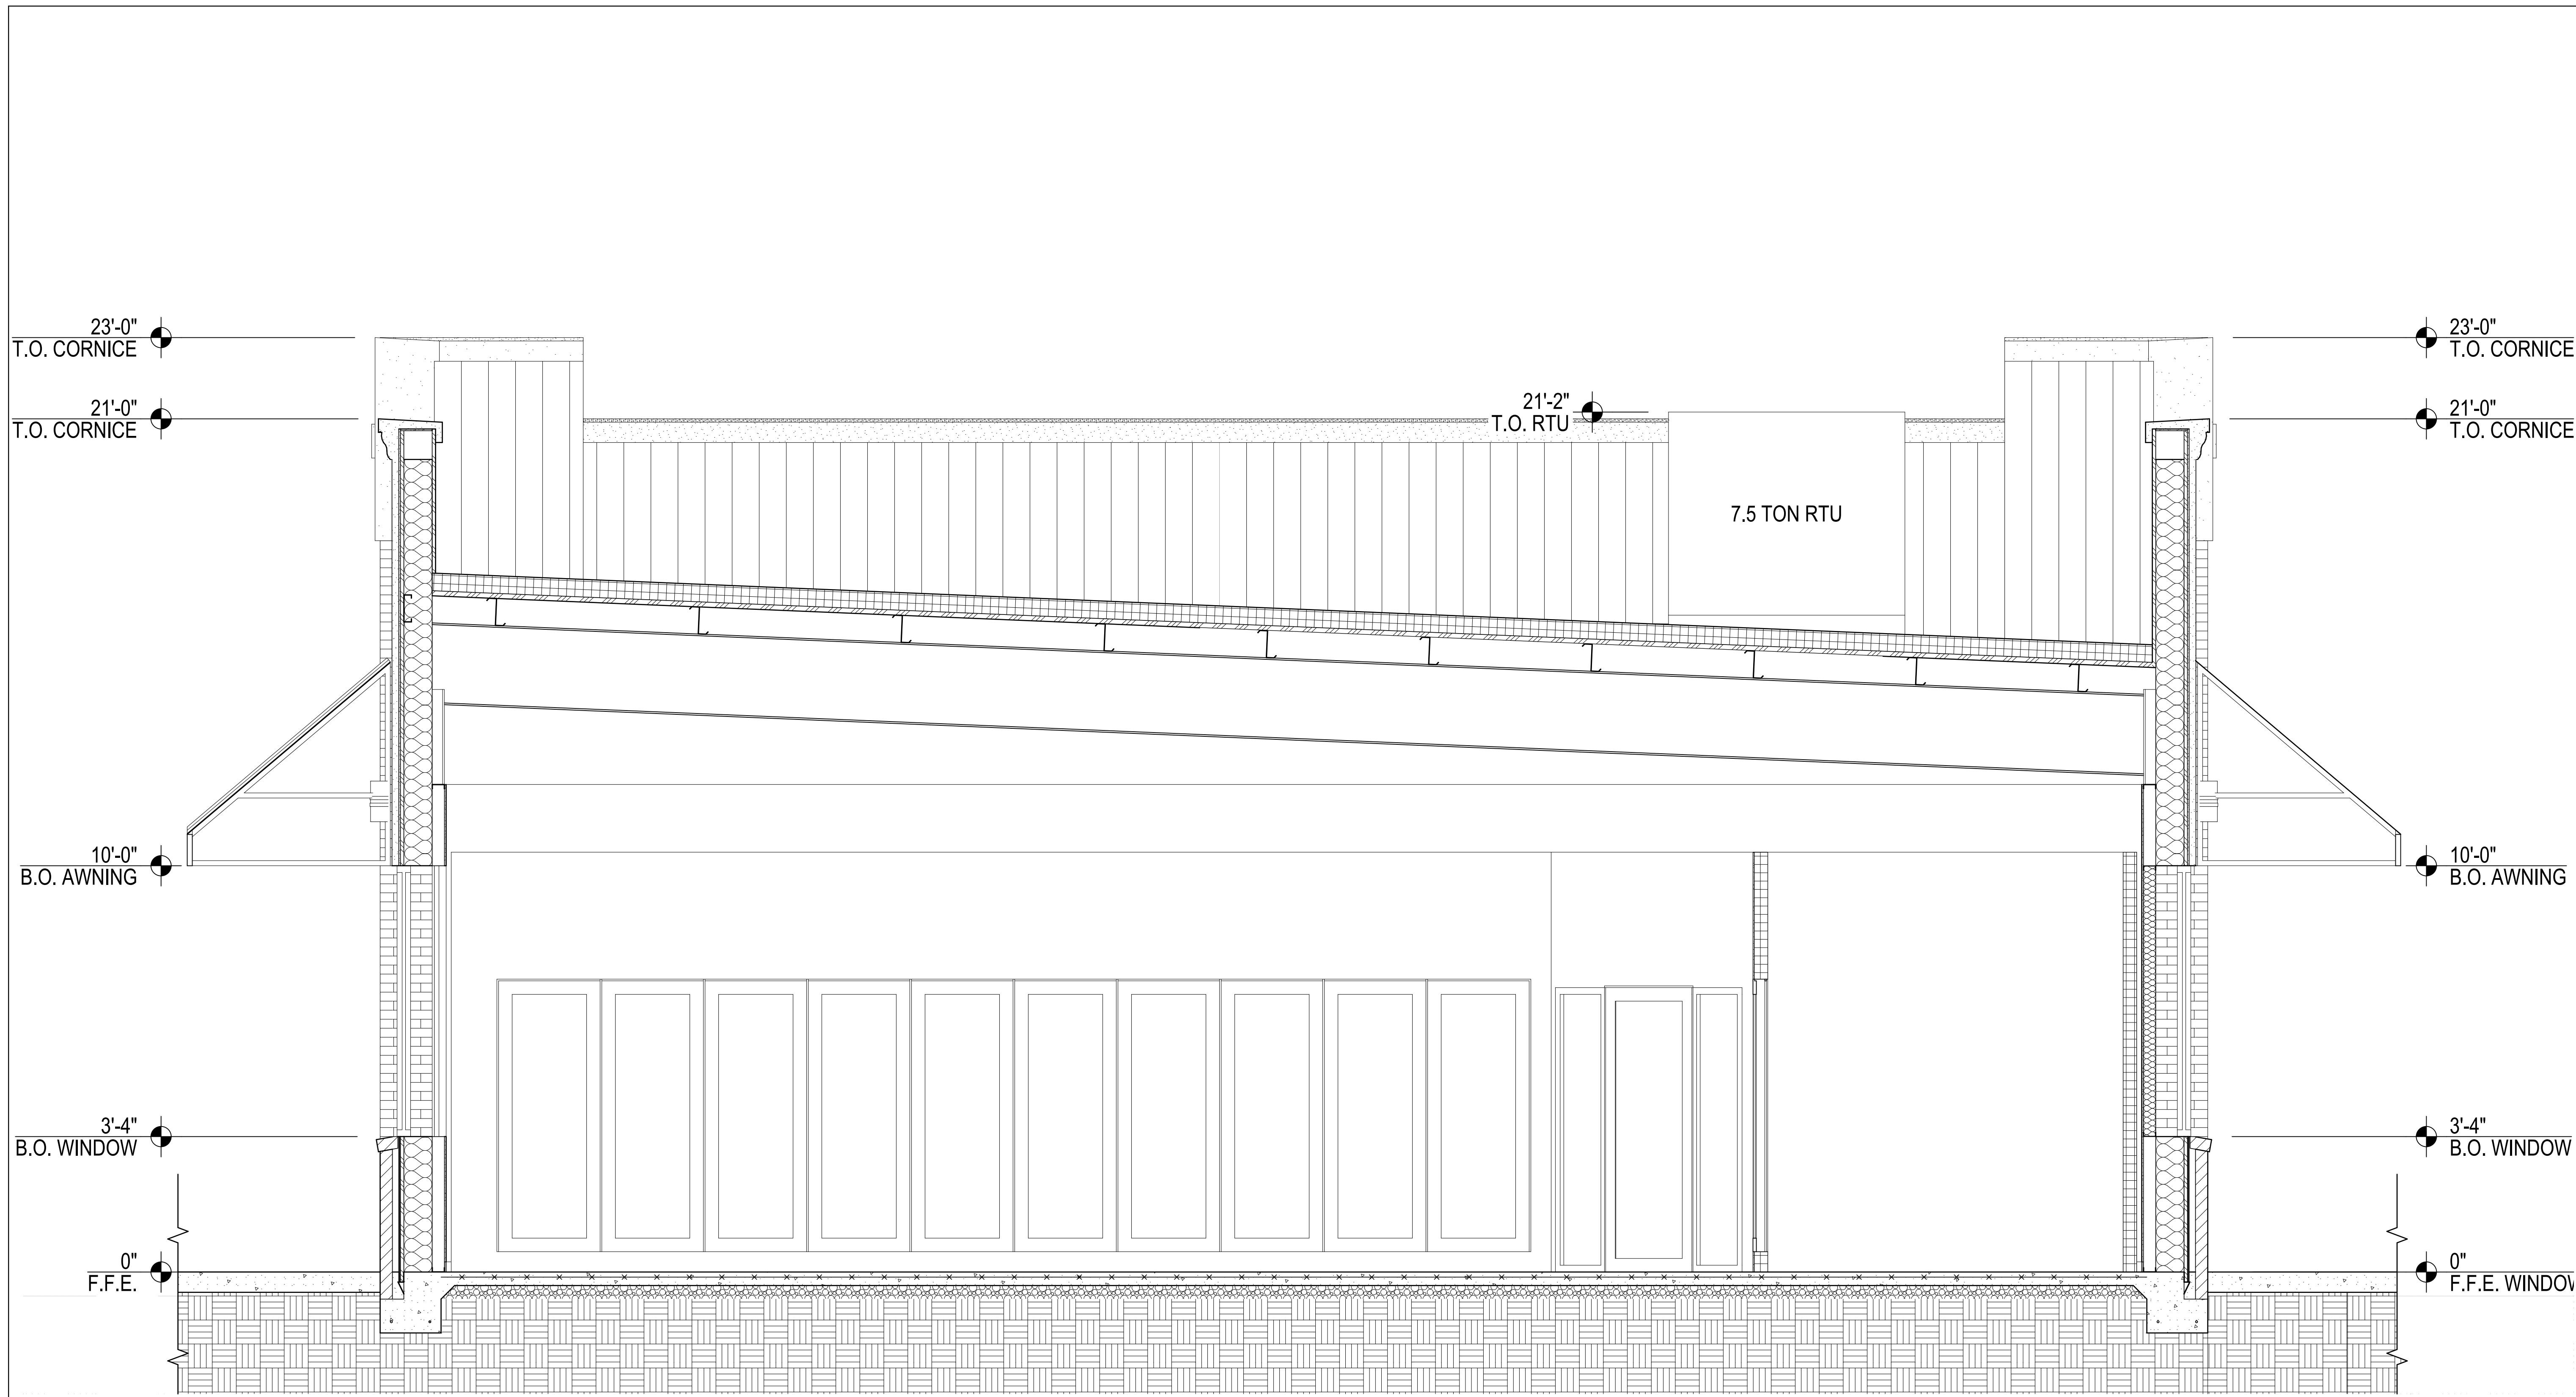 23'-0"
T.O. CORNICE
23'-0"
T.O. CORNICE
21'-0"
T.O. CORNICE
21'-2"
T.O. RTU
21'-0"
T.O. CORNICE
7.5 TON RTU
10'-0"
B.O. AWNING
10'-0"
B.O. AWNING
3'-4"
B.O. WINDOW
3'-4"
B.O. WINDOW
0"
F.F.E.
0"
F.F.E. WINDOW